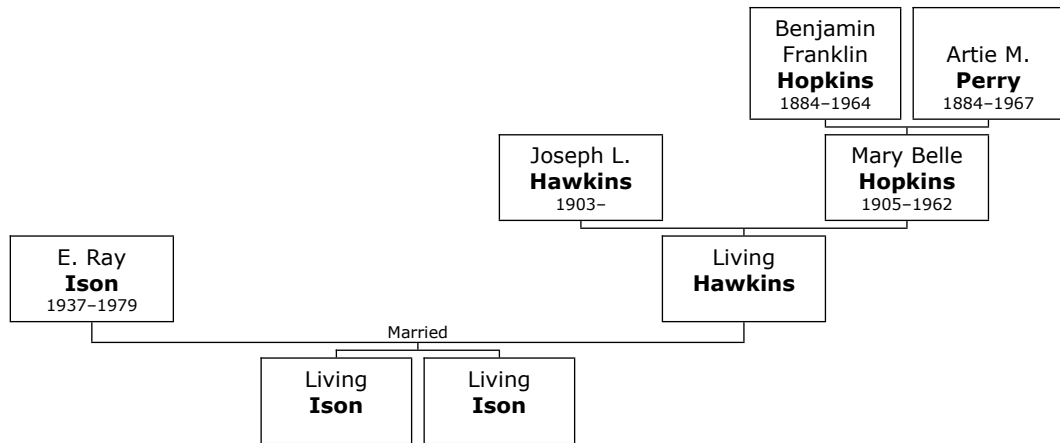 Benjamin
Franklin
Hopkins
1884–1964
Artie M.
Perry
1884–1967
Joseph L.
Hawkins
1903–
Mary Belle
Hopkins
1905–1962
E. Ray
Ison
1937–1979
Living
Hawkins
Married
Living
Ison
Living
Ison